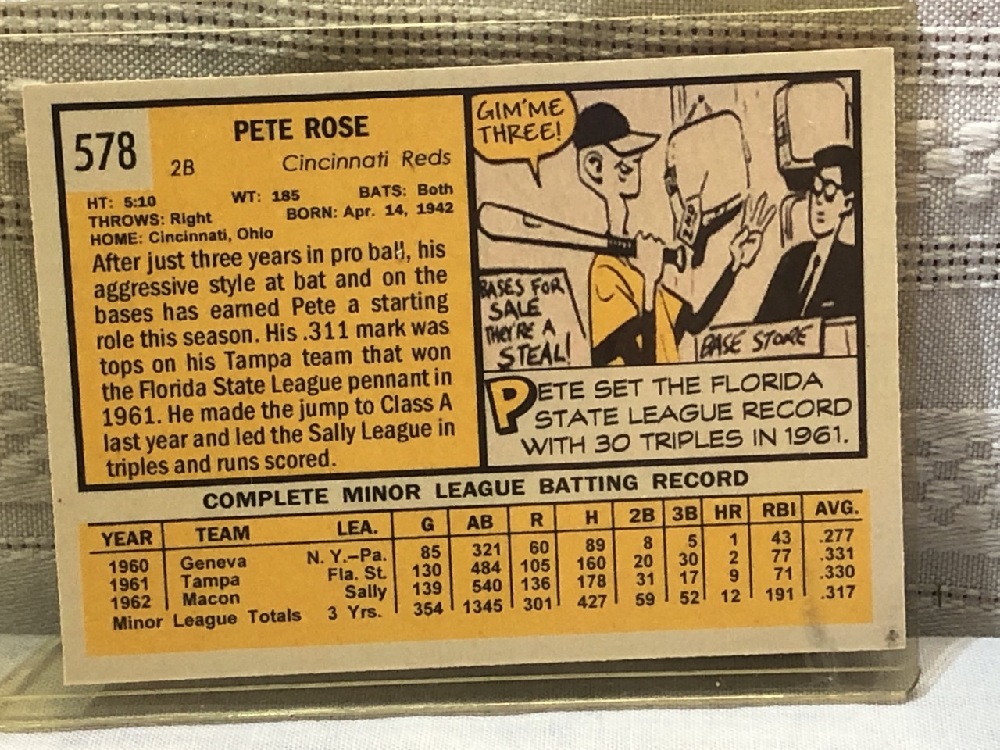 578
PETE ROSE
2B
Cincinnati Reds
HT: 5:10 WT: 185 BATS: Both
THROWS: Right BORN: Apr. 14, 1942
HOME: Cincinnati, Ohio
After just three years in pro ball, his
aggressive style at bat and on the
bases has earned Pete a starting
role this season. His .311 mark was
tops on his Tampa team that won
the Florida State League pennant in
1961. He made the jump to Class A
last year and led the Sally League in
triples and runs scored.
GIM'ME
THREE!
BASES FOR
SALE
THEY'RE A
STEAL!
BASE STORE
PETE SET THE FLORIDA
STATE LEAGUE RECORD
WITH 30 TRIPLES IN 1961.
COMPLETE MINOR LEAGUE BATTING RECORD
YEAR TEAM LEA. G AB R H 2B 3B HR RBI AVG.
1960 Geneva N. Y.–Pa. 85 321 60 89 8 5 1 43 .277
1961 Tampa Fla. St. 130 484 105 160 20 30 2 77 .331
1962 Macon Sally 139 540 136 178 31 17 9 71 .330
Minor League Totals 3 Yrs. 354 1345 301 427 59 52 12 191 .317